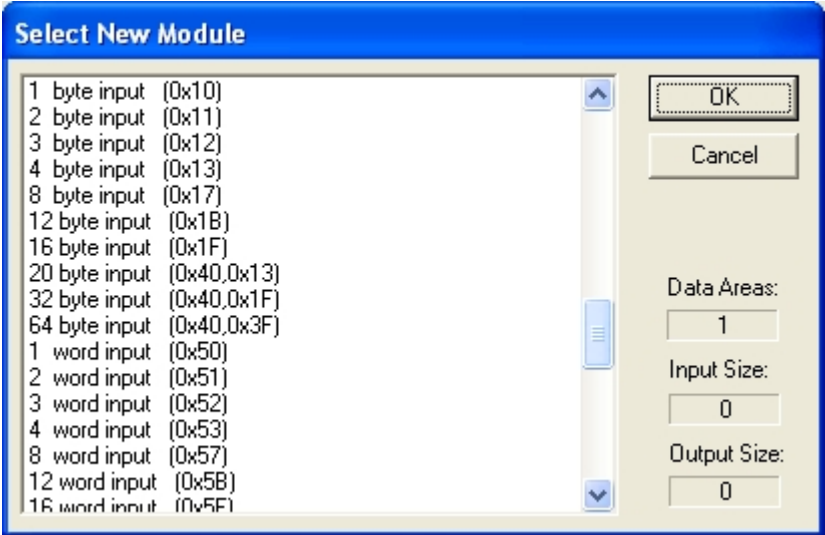 Select New Module
1 byte input (0x10)
2 byte input (0x11)
3 byte input (0x12)
4 byte input (0x13)
8 byte input (0x17)
12 byte input (0x1B)
16 byte input (0x1F)
20 byte input (0x40,0x13)
32 byte input (0x40,0x1F)
64 byte input (0x40,0x3F)
1 word input (0x50)
2 word input (0x51)
3 word input (0x52)
4 word input (0x53)
8 word input (0x57)
12 word input (0x5B)
16 word input (0x5F)
OK
Cancel
Data Areas:
1
Input Size:
0
Output Size:
0